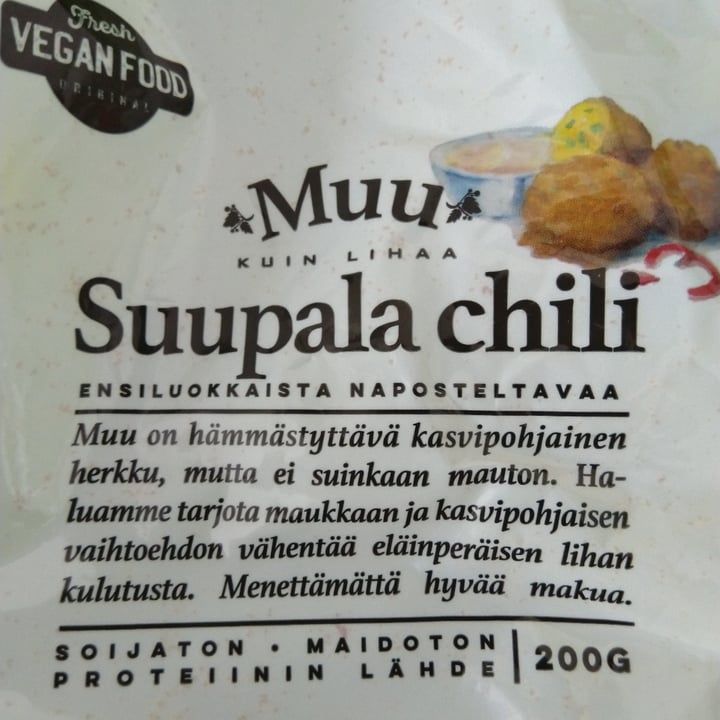 Fresh
VEGAN FOOD
ORIGINAL
Muu
KUIN LIHAA
Suupala chili
ENSILUOKKAISTA NAPOSTELTAVAA
Muu on hämmästyttävä kasvipohjainen
herkku, mutta ei suinkaan mauton. Ha-
luamme tarjota maukkaan ja kasvipohjaisen
vaihtoehdon vähentää eläinperäisen lihan
kulutusta. Menettämättä hyvää makua.
SOIJATON • MAIDOTON
PROTEIININ LÄHDE
200G